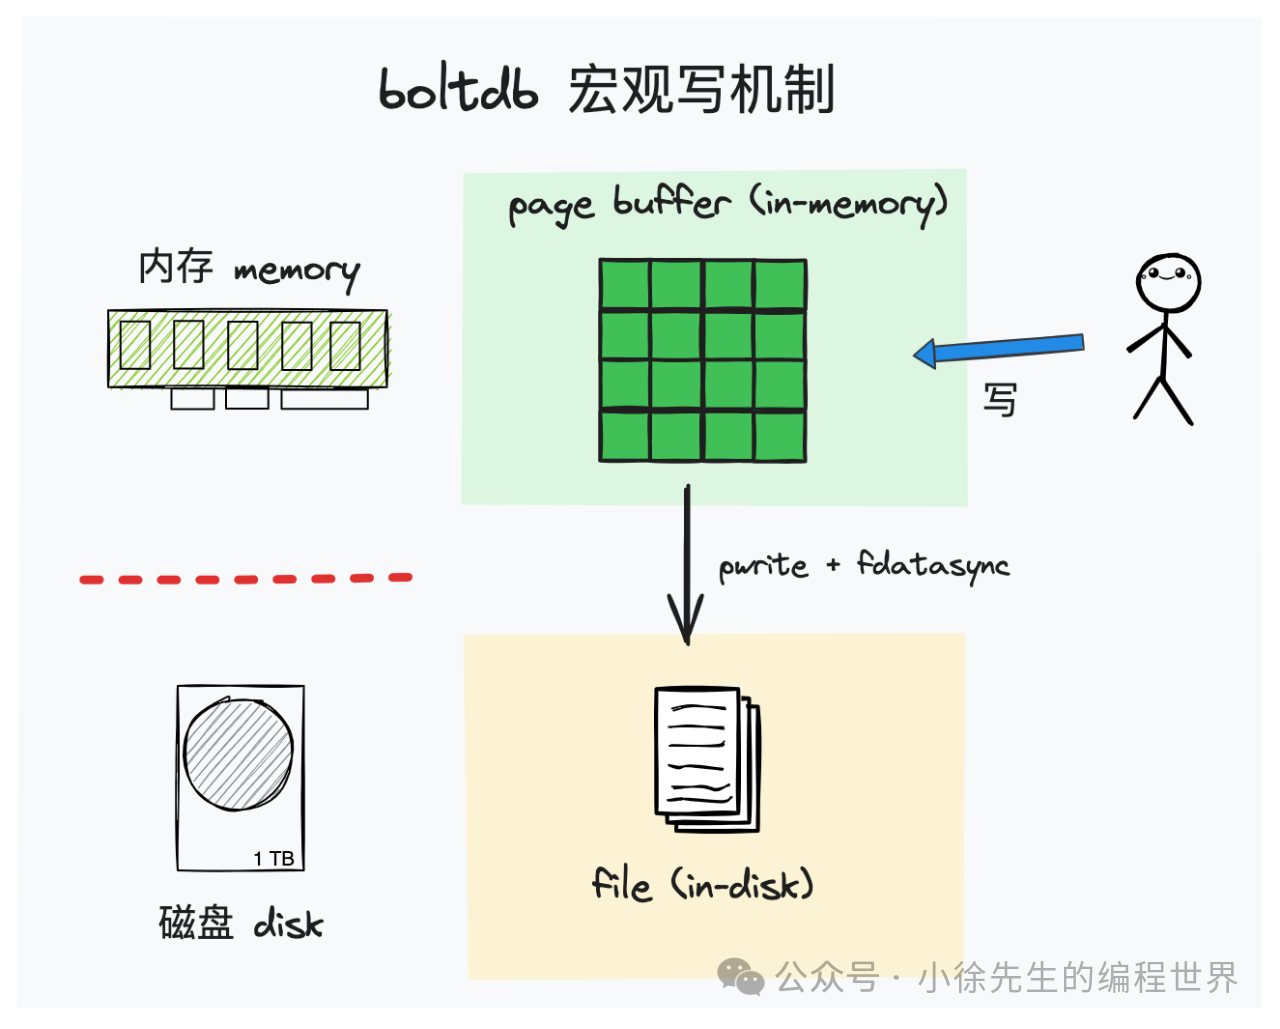 boltdb 宏观写机制
page buffer (in-memory)
内存 memory
写
pwrite + fdatasync
1 TB
磁盘 disk
file (in-disk)
公众号 · 小徐先生的编程世界